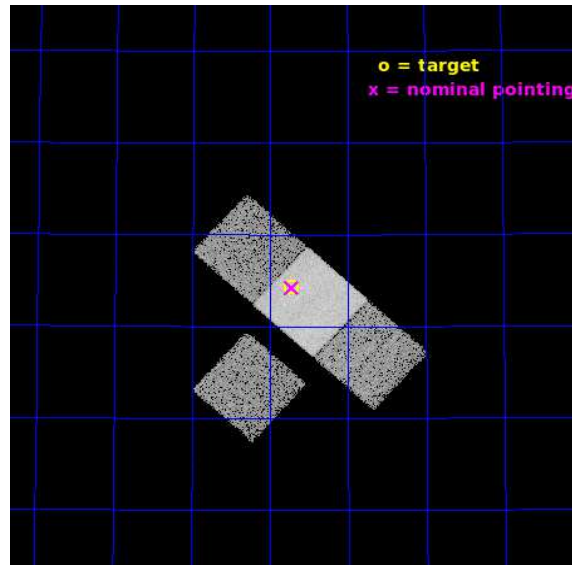 o = target
x = nominal pointing